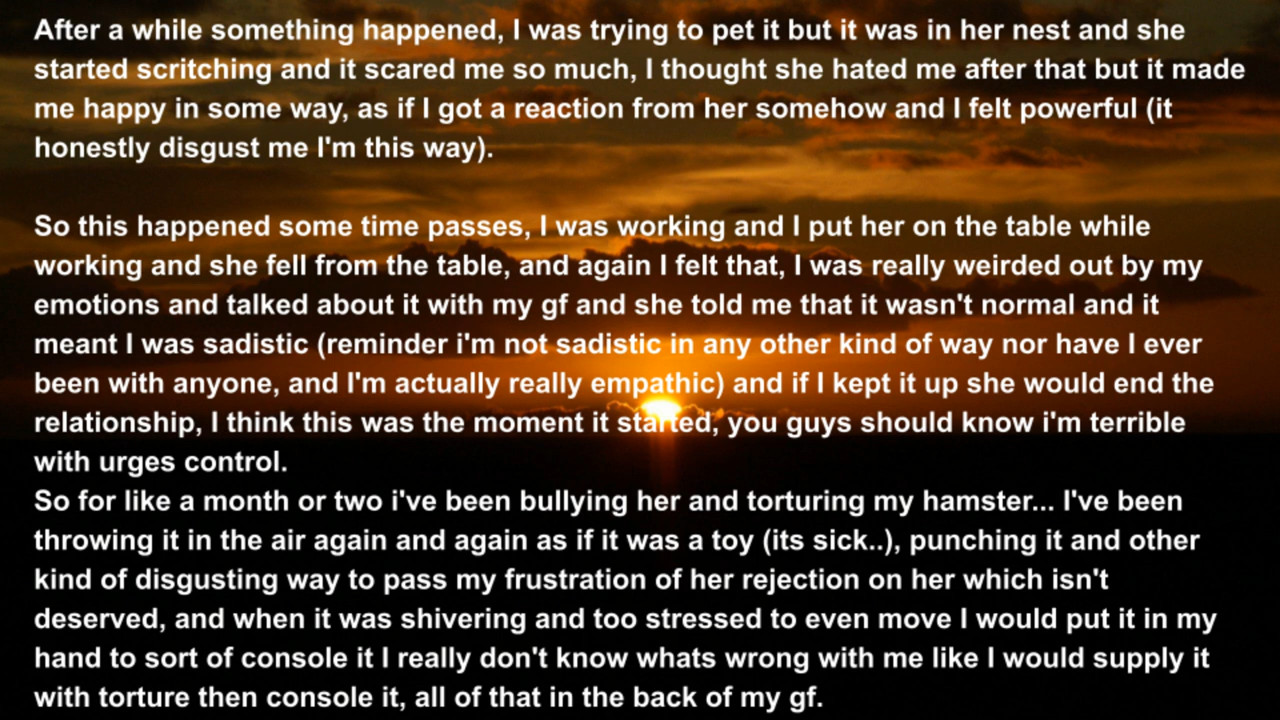 After a while something happened, I was trying to pet it but it was in her nest and she
started scritching and it scared me so much, I thought she hated me after that but it made
me happy in some way, as if I got a reaction from her somehow and I felt powerful (it
honestly disgust me I'm this way).
So this happened some time passes, I was working and I put her on the table while
working and she fell from the table, and again I felt that, I was really weirded out by my
emotions and talked about it with my gf and she told me that it wasn't normal and it
meant I was sadistic (reminder i'm not sadistic in any other kind of way nor have I ever
been with anyone, and I'm actually really empathic) and if I kept it up she would end the
relationship, I think this was the moment it started, you guys should know i'm terrible
with urges control.
So for like a month or two i've been bullying her and torturing my hamster... I've been
throwing it in the air again and again as if it was a toy (its sick..), punching it and other
kind of disgusting way to pass my frustration of her rejection on her which isn't
deserved, and when it was shivering and too stressed to even move I would put it in my
hand to sort of console it I really don't know whats wrong with me like I would supply it
with torture then console it, all of that in the back of my gf.